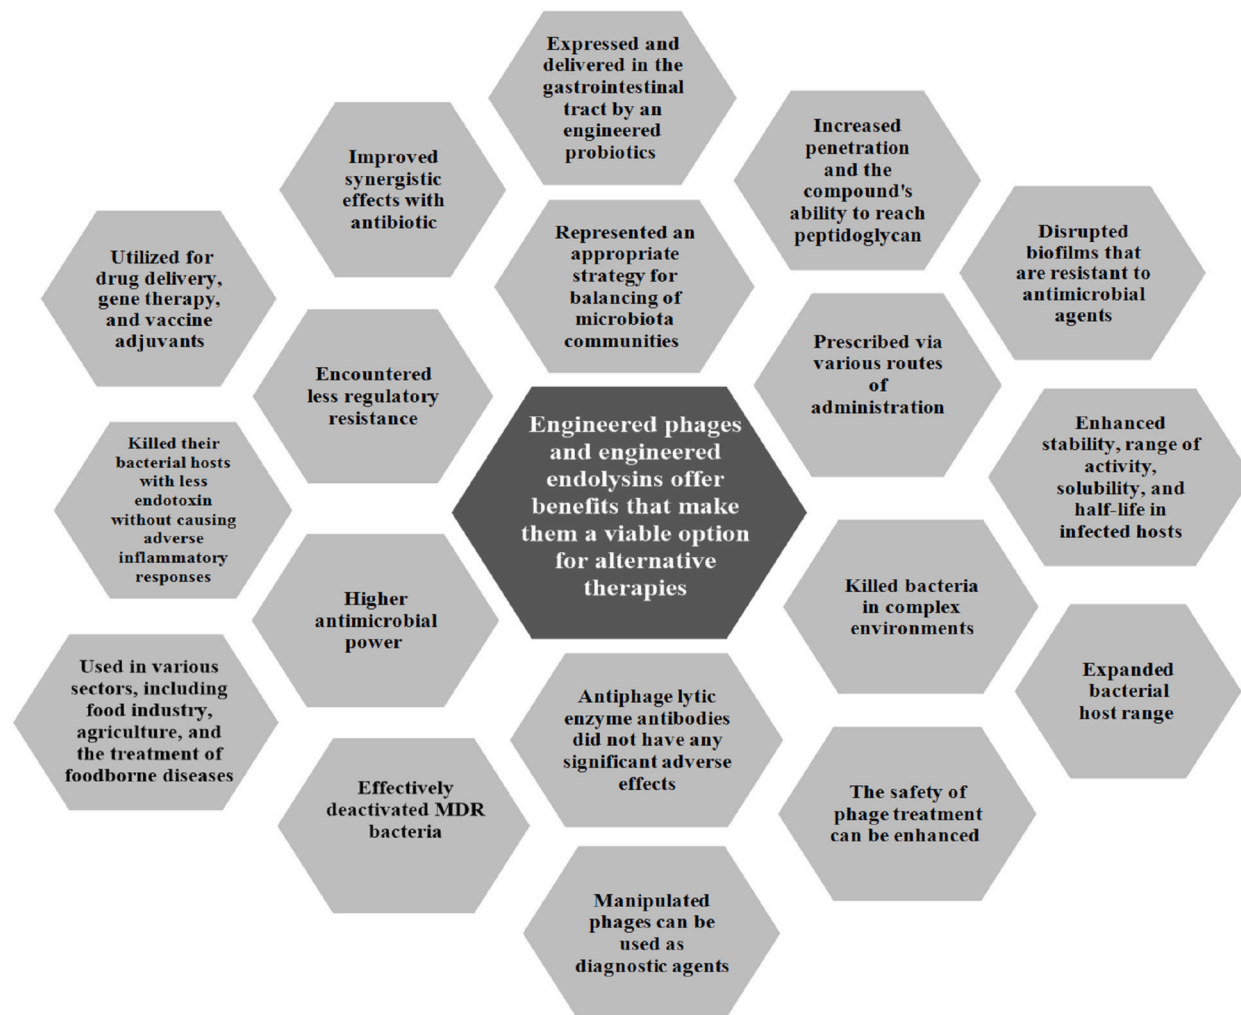 Expressed and
delivered in the
gastrointestinal
tract by an
engineered
probiotics
Improved
synergistic
effects with
antibiotic
Increased
penetration
and the
compound's
ability to reach
peptidoglycan
Utilized for
drug delivery,
gene therapy,
and vaccine
adjuvants
Represented an
appropriate
strategy for
balancing of
microbiota
communities
Disrupted
biofilms that
are resistant to
antimicrobial
agents
Encountered
less regulatory
resistance
Prescribed via
various routes
of
administration
Killed their
bacterial hosts
with less
endotoxin
without causing
adverse
inflammatory
responses
Engineered phages
and engineered
endolysins offer
benefits that make
them a viable option
for alternative
therapies
Enhanced
stability, range of
activity,
solubility, and
half-life in
infected hosts
Higher
antimicrobial
power
Killed bacteria
in complex
environments
Used in various
sectors, including
food industry,
agriculture, and
the treatment of
foodborne diseases
Antiphage lytic
enzyme antibodies
did not have any
significant adverse
effects
Expanded
bacterial
host range
Effectively
deactivated MDR
bacteria
The safety of
phage treatment
can be enhanced
Manipulated
phages can be
used as
diagnostic agents